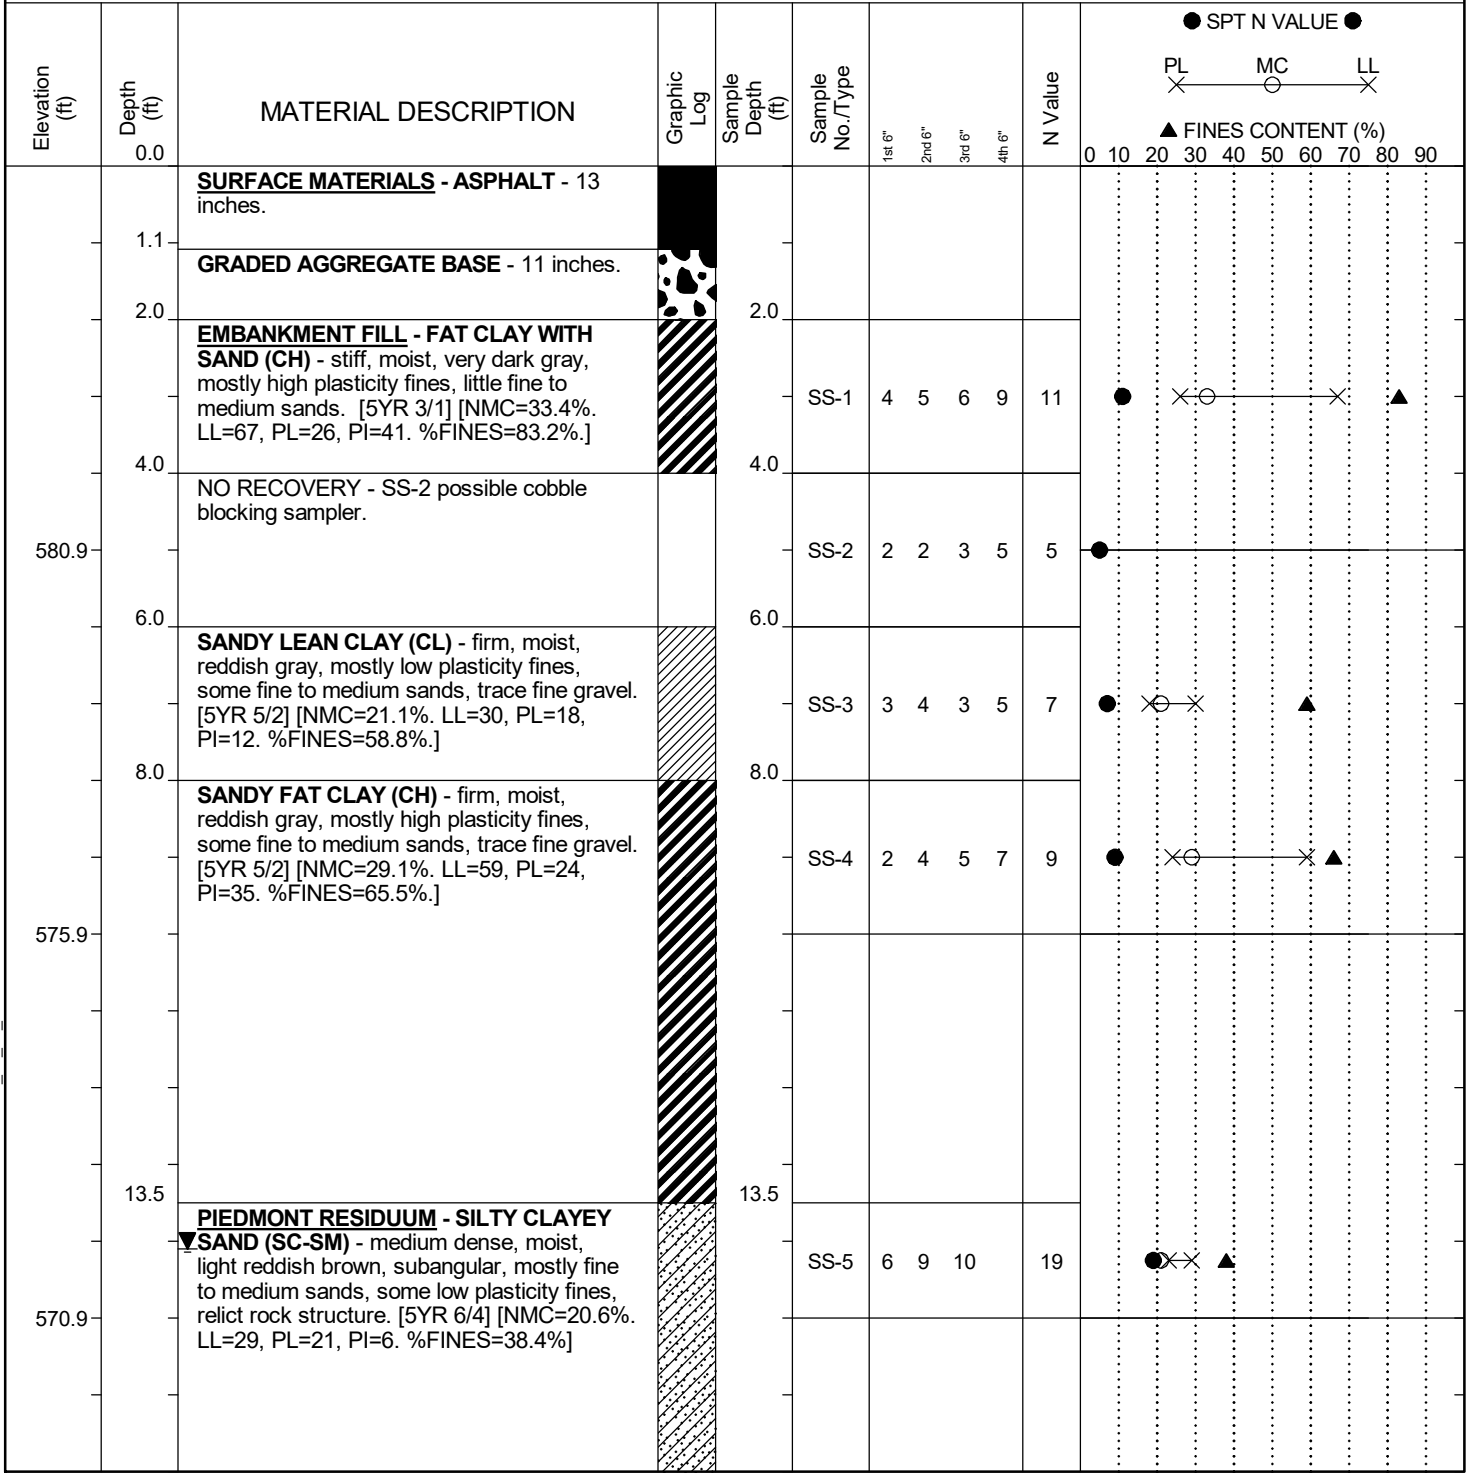 ● SPT N VALUE ●
PL MC LL
▲ FINES CONTENT (%)
Elevation (ft)
Depth (ft)
0.0
MATERIAL DESCRIPTION
Graphic Log
Sample Depth (ft)
Sample No./Type
1st 6"
2nd 6"
3rd 6"
4th 6"
N Value
0 10 20 30 40 50 60 70 80 90
SURFACE MATERIALS - ASPHALT - 13
inches.
1.1
GRADED AGGREGATE BASE - 11 inches.
2.0 2.0
EMBANKMENT FILL - FAT CLAY WITH
SAND (CH) - stiff, moist, very dark gray,
mostly high plasticity fines, little fine to
medium sands. [5YR 3/1] [NMC=33.4%.
LL=67, PL=26, PI=41. %FINES=83.2%.]
SS-1 4 5 6 9 11
4.0 4.0
NO RECOVERY - SS-2 possible cobble
blocking sampler.
580.9
SS-2 2 2 3 5 5
6.0 6.0
SANDY LEAN CLAY (CL) - firm, moist,
reddish gray, mostly low plasticity fines,
some fine to medium sands, trace fine gravel.
[5YR 5/2] [NMC=21.1%. LL=30, PL=18,
PI=12. %FINES=58.8%.]
SS-3 3 4 3 5 7
8.0 8.0
SANDY FAT CLAY (CH) - firm, moist,
reddish gray, mostly high plasticity fines,
some fine to medium sands, trace fine gravel.
[5YR 5/2] [NMC=29.1%. LL=59, PL=24,
PI=35. %FINES=65.5%.]
SS-4 2 4 5 7 9
575.9
13.5 13.5
PIEDMONT RESIDUUM - SILTY CLAYEY
SAND (SC-SM) - medium dense, moist,
light reddish brown, subangular, mostly fine
to medium sands, some low plasticity fines,
relict rock structure. [5YR 6/4] [NMC=20.6%.
LL=29, PL=21, PI=6. %FINES=38.4%]
SS-5 6 9 10 19
570.9